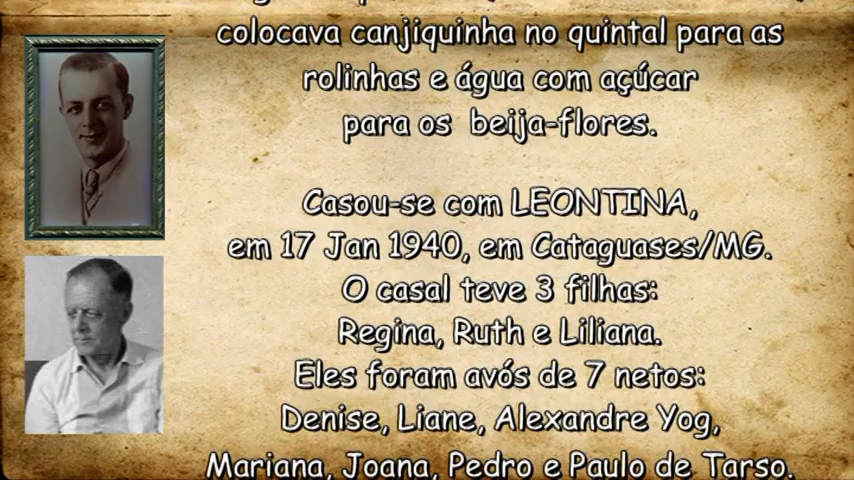 colocava canjiquinha no quintal para as
rolinhas e água com açúcar
para os beija-flores.
Casou-se com LEONTINA,
em 17 Jan 1940, em Cataguases/MG.
O casal teve 3 filhas:
Regina, Ruth e Liliana.
Eles foram avós de 7 netos:
Denise, Liane, Alexandre Yog,
Mariana, Joana, Pedro e Paulo de Tarso.